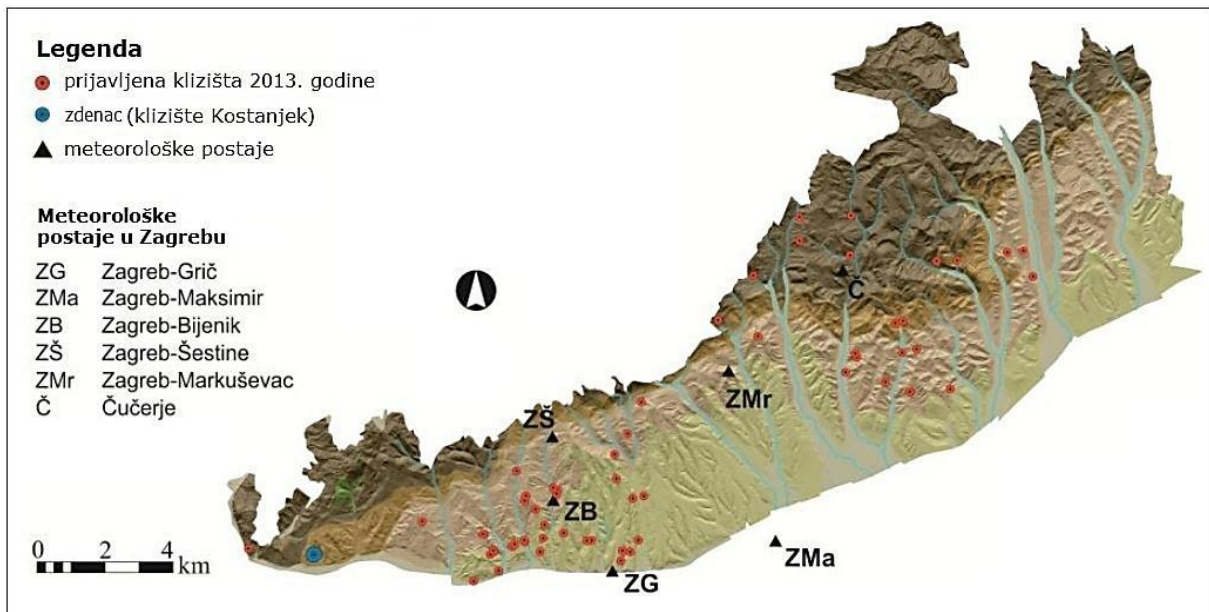 Legenda
prijavljena klizišta 2013. godine
zdenac (klizište Kostanjek)
meteorološke postaje
Meteorološke
postaje u Zagrebu
ZG Zagreb-Grič
ZMa Zagreb-Maksimir
ZB Zagreb-Bijenik
ZŠ Zagreb-Šestine
ZMr Zagreb-Markuševac
Č Čučerje
Č
ZMr
ZŠ
ZB
ZMa
ZG
0 2 4
km